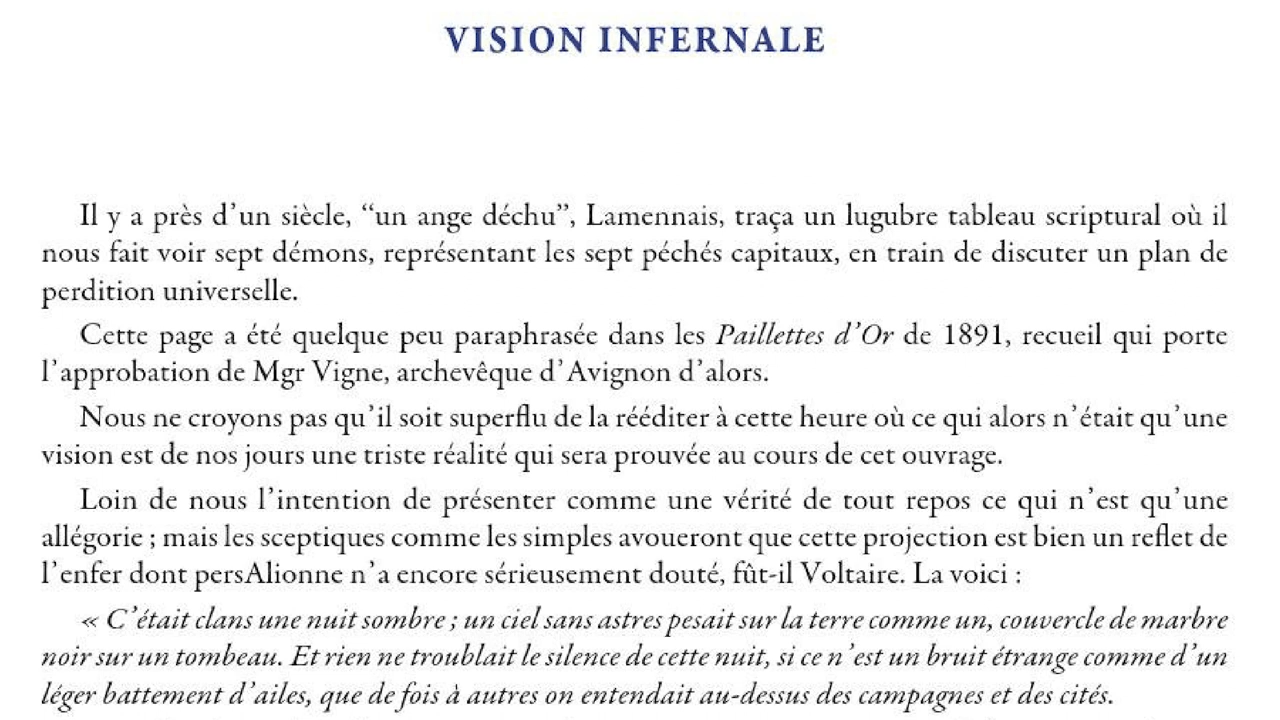 VISION INFERNALE
Il y a près d’un siècle, “un ange déchu”, Lamennais, traça un lugubre tableau scriptural où il
nous fait voir sept démons, représentant les sept péchés capitaux, en train de discuter un plan de
perdition universelle.
Cette page a été quelque peu paraphrasée dans les Paillettes d’Or de 1891, recueil qui porte
l’approbation de Mgr Vigne, archevêque d’Avignon d’alors.
Nous ne croyons pas qu’il soit superflu de la rééditer à cette heure où ce qui alors n’était qu’une
vision est de nos jours une triste réalité qui sera prouvée au cours de cet ouvrage.
Loin de nous l’intention de présenter comme une vérité de tout repos ce qui n’est qu’une
allégorie ; mais les sceptiques comme les simples avoueront que cette projection est bien un reflet de
l’enfer dont persAlionne n’a encore sérieusement douté, fût-il Voltaire. La voici :
« C’était clans une nuit sombre ; un ciel sans astres pesait sur la terre comme un, couvercle de marbre
noir sur un tombeau. Et rien ne troublait le silence de cette nuit, si ce n’est un bruit étrange comme d’un
léger battement d’ailes, que de fois à autres on entendait au-dessus des campagnes et des cités.